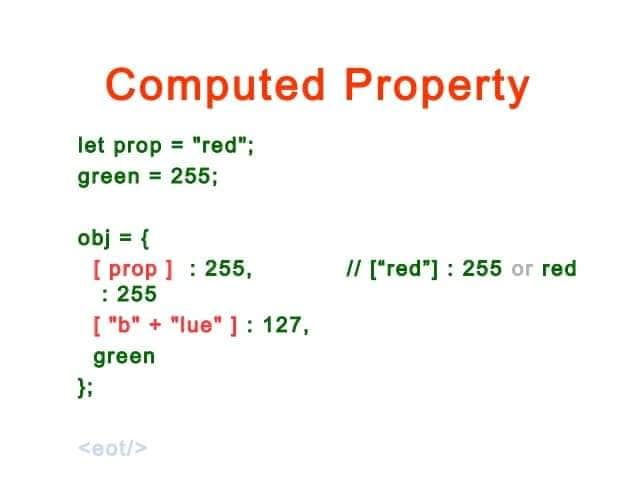 Computed Property
let prop = "red";
green = 255;
obj = {
[ prop ] : 255, // [“red”] : 255 or red
: 255
[ "b" + "lue" ] : 127,
green
};
<eot/>